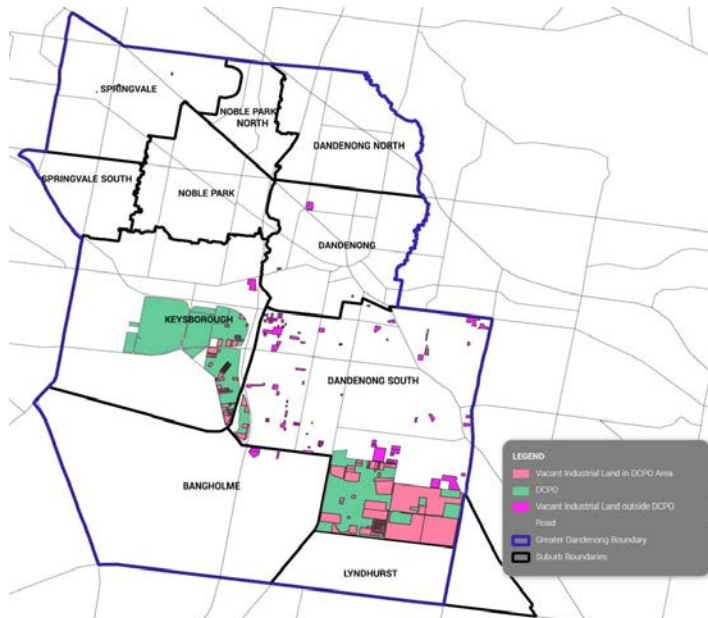 SPRINGVALE
NOBLE PARK
NORTH
DANDENONG NORTH
SPRINGVALE SOUTH
NOBLE PARK
DANDENONG
KEYSBOROUGH
DANDENONG SOUTH
BANGHOLME
LYNDHURST
LEGEND
Vacant Industrial Land in DCPO Area
DCPO
Vacant Industrial Land outside DCPO
Road
Greater Dandenong Boundary
Suburb Boundaries